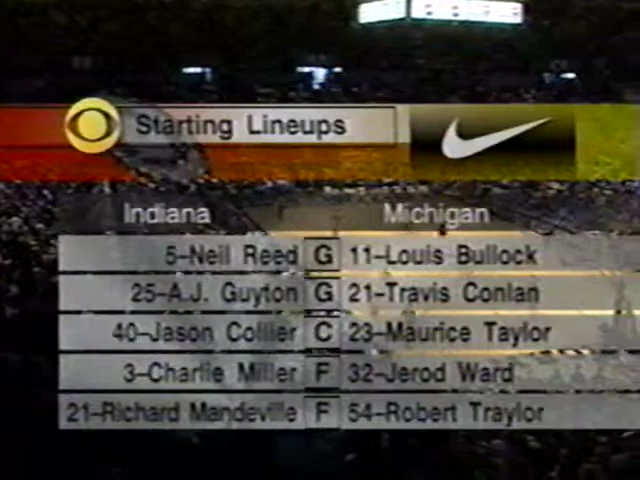 Starting Lineups
Indiana Michigan
5-Neil Reed G 11-Louis Bullock
25-A.J. Guyton G 21-Travis Conlan
40-Jason Collier C 23-Maurice Taylor
3-Charlie Miller F 32-Jerod Ward
21-Richard Mandeville F 54-Robert Traylor